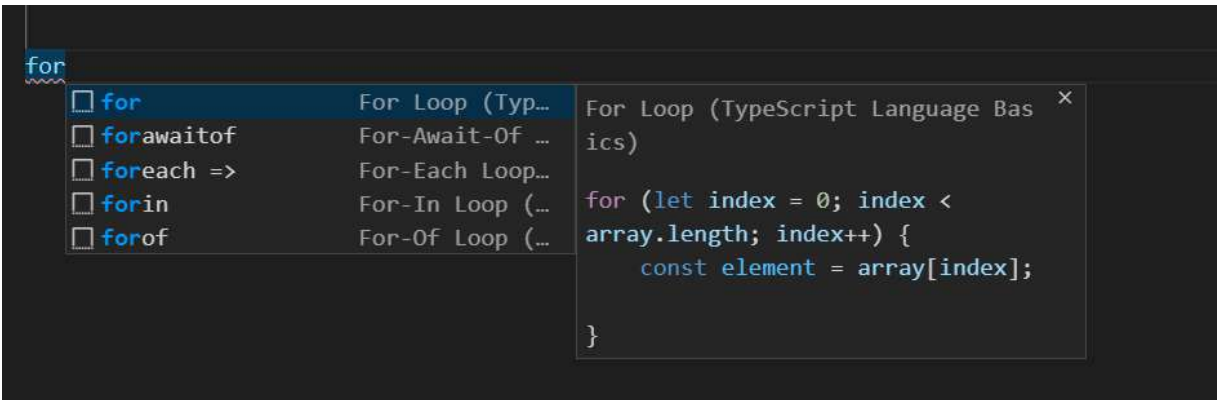 for
for For Loop (Typ…
forawaitof For-Await-Of …
foreach => For-Each Loop…
forin For-In Loop (…
forof For-Of Loop (…
For Loop (TypeScript Language Bas
ics)
for (let index = 0; index <
array.length; index++) {
    const element = array[index];
}